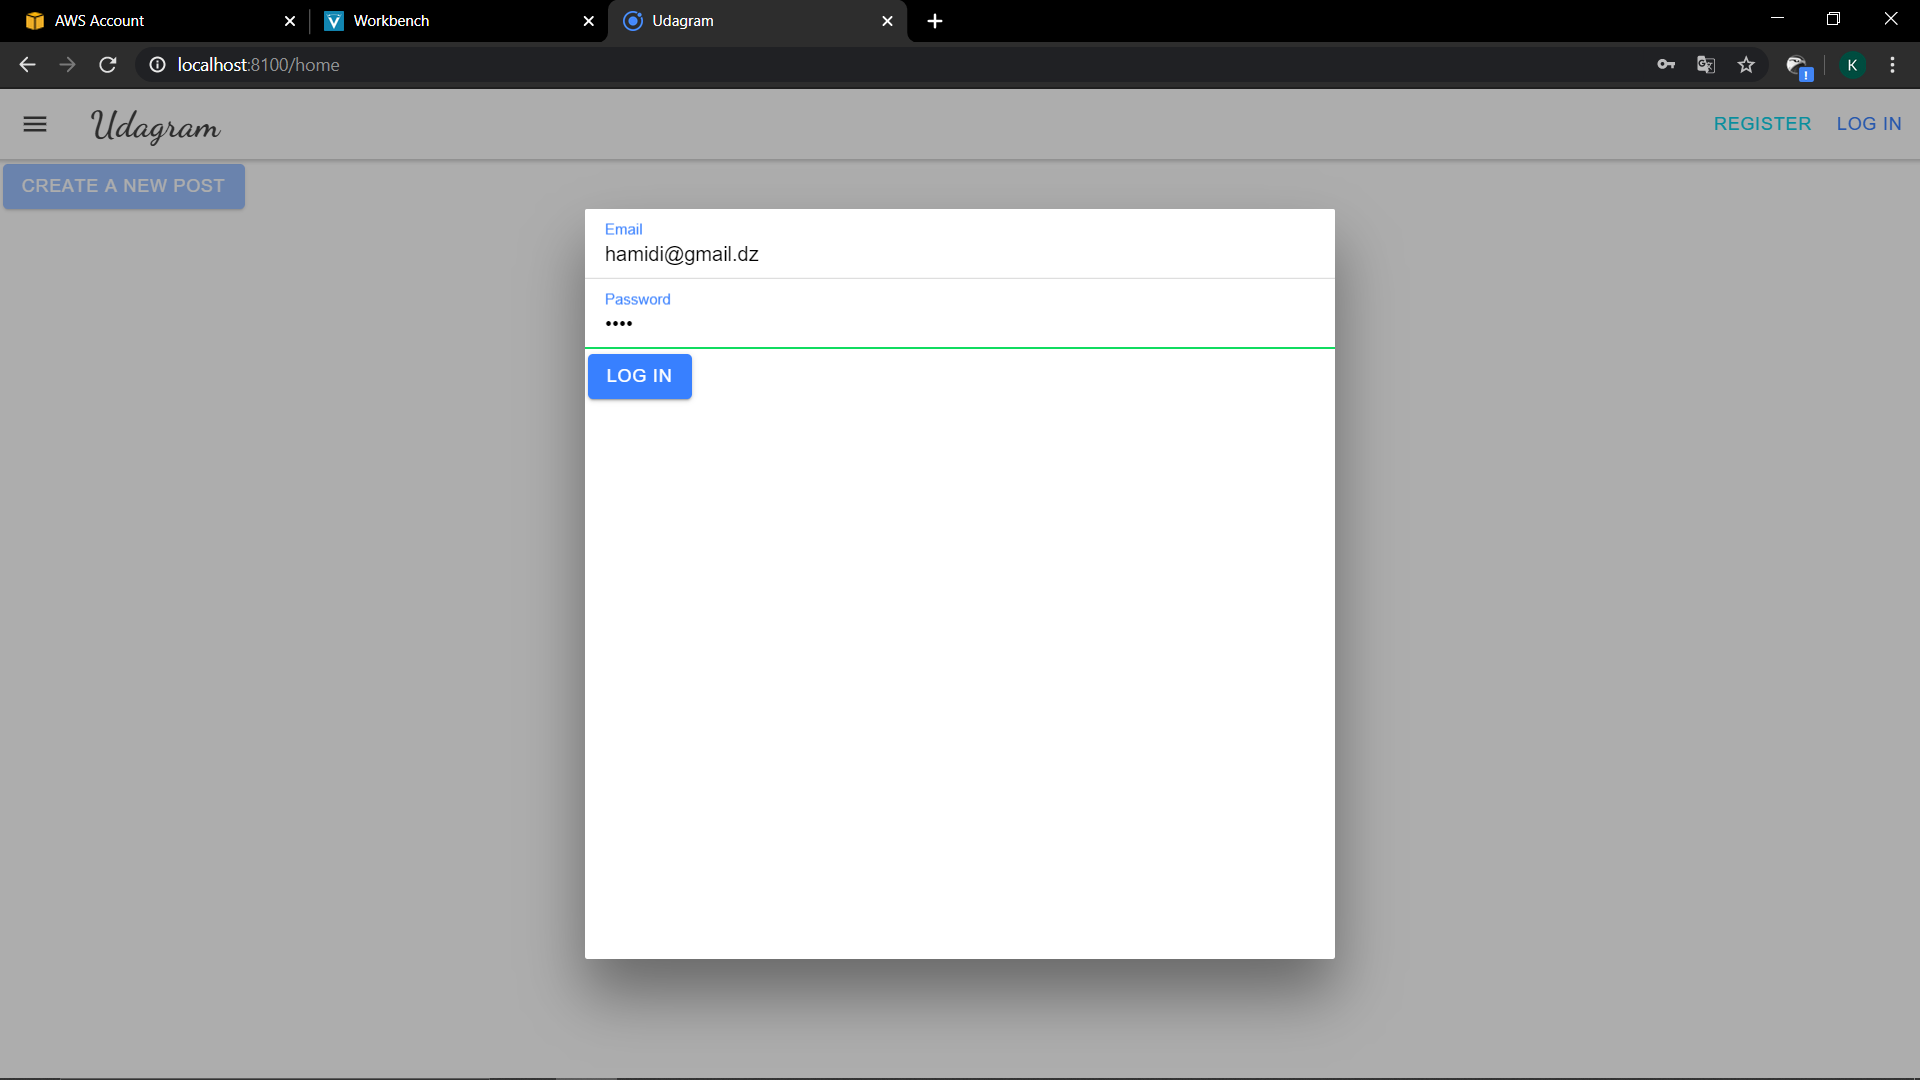 AWS Account
Workbench
Udagram
localhost:8100/home
K
Udagram
REGISTER
LOG IN
CREATE A NEW POST
Email
hamidi@gmail.dz
Password
••••
LOG IN